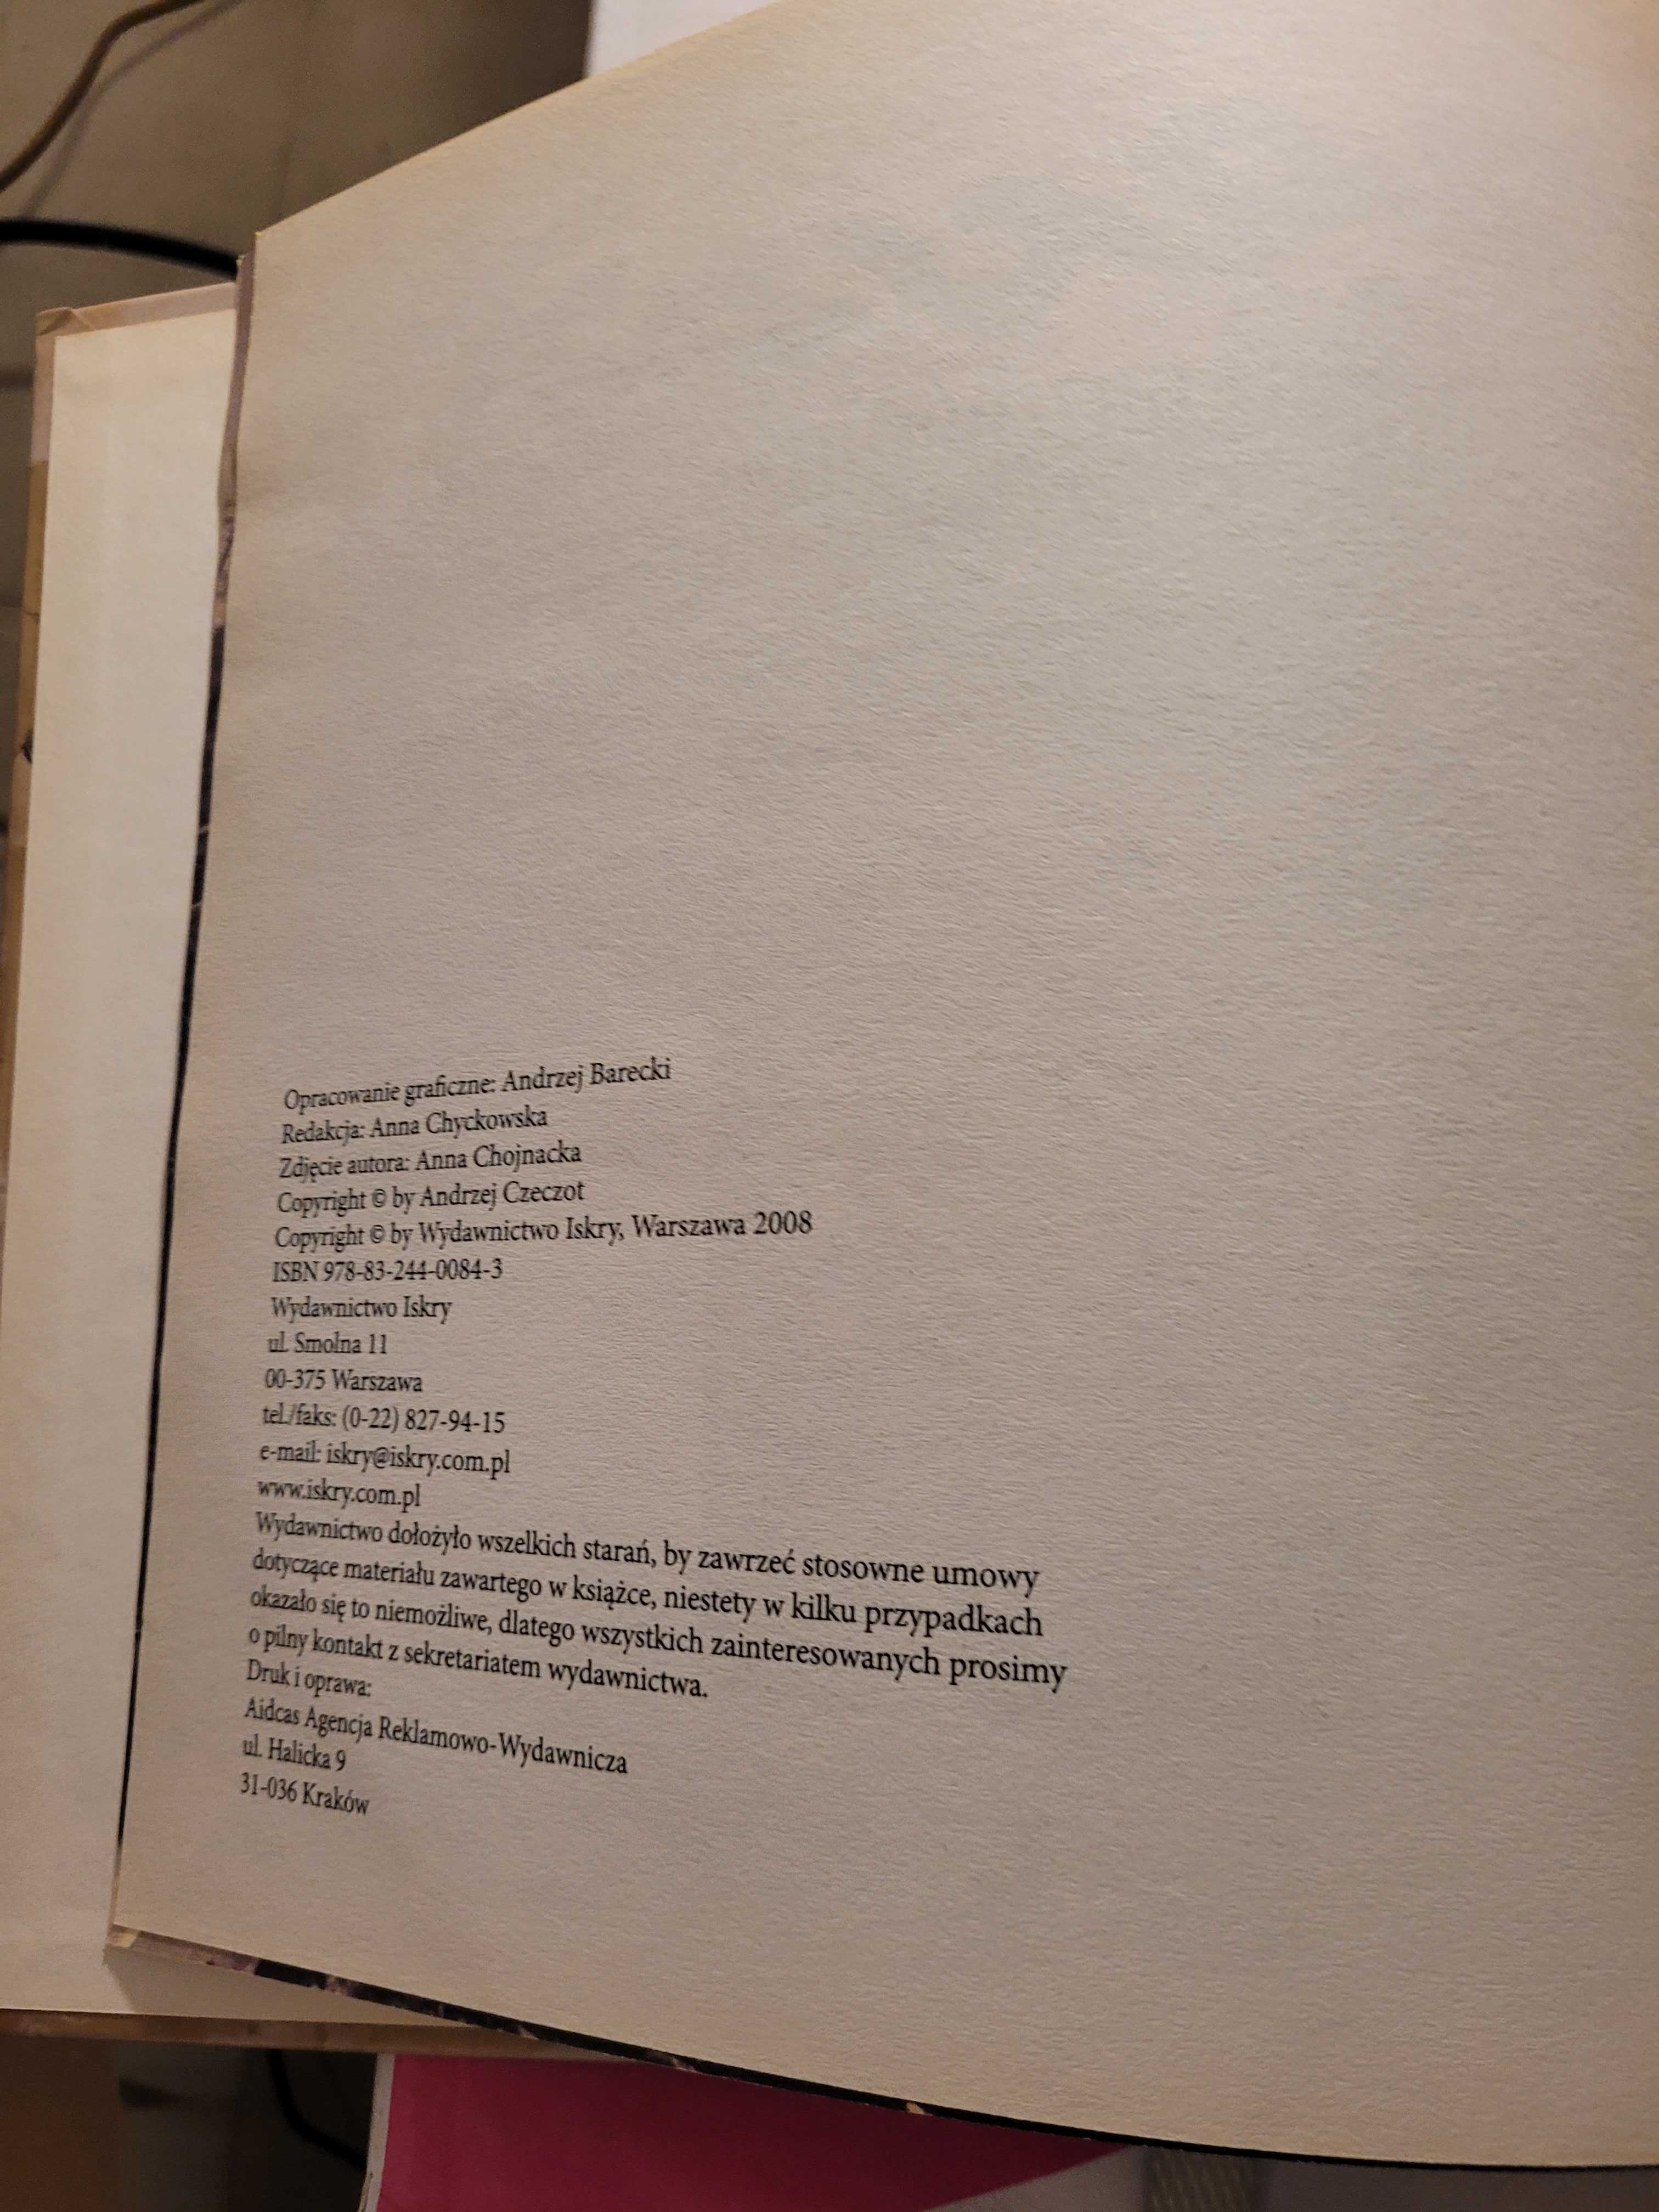 Opracowanie graficzne: Andrzej Barecki
Redakcja: Anna Chyckowska
Zdjęcie autora: Anna Chojnacka
Copyright © by Andrzej Czeczot
Copyright © by Wydawnictwo Iskry, Warszawa 2008
ISBN 978-83-244-0084-3
Wydawnictwo Iskry
ul. Smolna 11
00-375 Warszawa
tel./faks: (0-22) 827-94-15
e-mail: iskry@iskry.com.pl
www.iskry.com.pl
Wydawnictwo dołożyło wszelkich starań, by zawrzeć stosowne umowy
dotyczące materiału zawartego w książce, niestety w kilku przypadkach
okazało się to niemożliwe, dlatego wszystkich zainteresowanych prosimy
o pilny kontakt z sekretariatem wydawnictwa.
Druk i oprawa:
Aidcas Agencja Reklamowo-Wydawnicza
ul. Halicka 9
31-036 Kraków